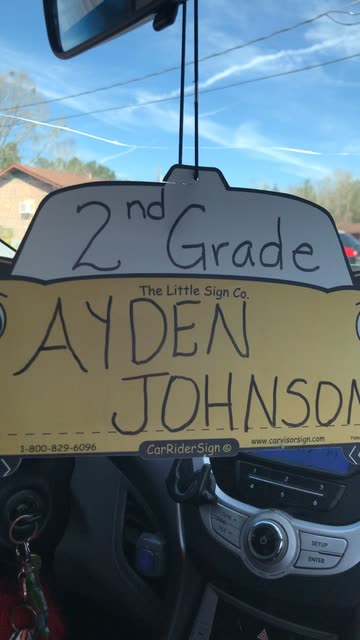 2nd Grade
The Little Sign Co.
AYDEN
JOHNSON
1-800-829-6096
CarRiderSign ©
www.carvisorsign.com
SETUP
ENTER